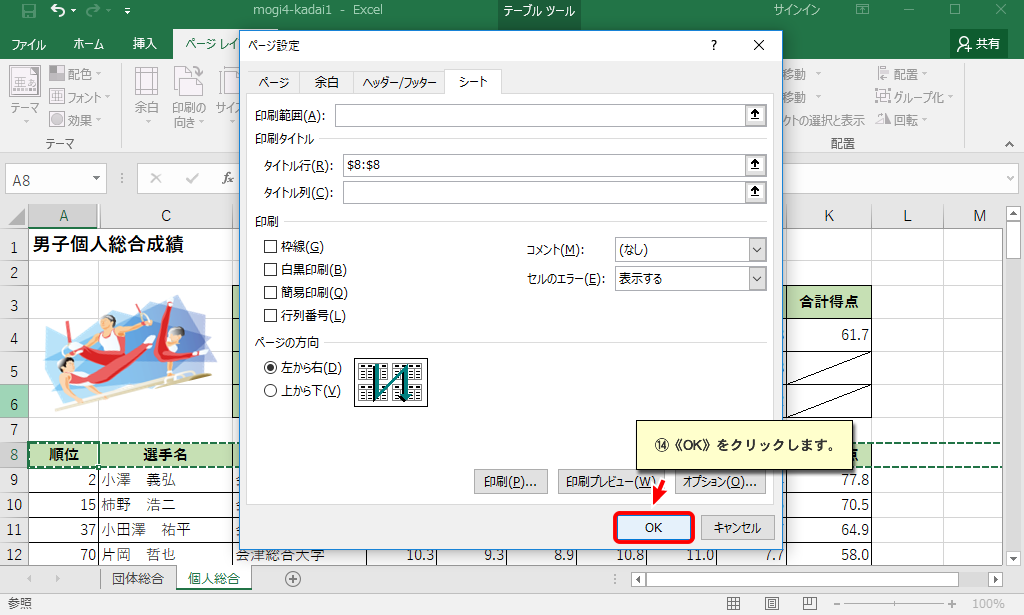 mogi4-kadai1 - Excel
テーブル ツール
サインイン
ファイル
ホーム
挿入
ページ レイ
共有
亜あ
テーマ
配色
フォント
効果
テーマ
余白
印刷の
向き
サイズ
移動
移動
クトの選択と表示
配置
グループ化
回転
配置
ページ設定
?
ページ
余白
ヘッダー/フッター
シート
印刷範囲(A):
印刷タイトル
タイトル行(R):
$8:$8
タイトル列(C):
印刷
枠線(G)
白黒印刷(B)
簡易印刷(Q)
行列番号(L)
コメント(M):
(なし)
セルのエラー(E):
表示する
ページの方向
左から右(D)
上から下(V)
⑭《OK》をクリックします。
印刷(P)...
印刷プレビュー(W)
オプション(O)...
OK
キャンセル
A8
fx
A
C
K
L
M
1
男子個人総合成績
2
3
合計得点
4
61.7
5
6
7
8
順位
選手名
点
9
2
小澤 義弘
77.8
10
15
柿野 浩二
70.5
11
37
小田澤 祐平
64.9
12
70
片岡 哲也
会津総合大学
10.3
9.3
8.9
10.8
11.0
7.7
58.0
団体総合
個人総合
参照
100%